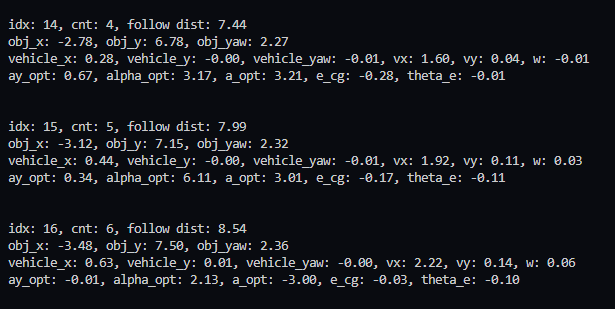 idx: 14, cnt: 4, follow dist: 7.44
obj_x: -2.78, obj_y: 6.78, obj_yaw: 2.27
vehicle_x: 0.28, vehicle_y: -0.00, vehicle_yaw: -0.01, vx: 1.60, vy: 0.04, w: -0.01
ay_opt: 0.67, alpha_opt: 3.17, a_opt: 3.21, e_cg: -0.28, theta_e: -0.01
idx: 15, cnt: 5, follow dist: 7.99
obj_x: -3.12, obj_y: 7.15, obj_yaw: 2.32
vehicle_x: 0.44, vehicle_y: -0.00, vehicle_yaw: -0.01, vx: 1.92, vy: 0.11, w: 0.03
ay_opt: 0.34, alpha_opt: 6.11, a_opt: 3.01, e_cg: -0.17, theta_e: -0.11
idx: 16, cnt: 6, follow dist: 8.54
obj_x: -3.48, obj_y: 7.50, obj_yaw: 2.36
vehicle_x: 0.63, vehicle_y: 0.01, vehicle_yaw: -0.00, vx: 2.22, vy: 0.14, w: 0.06
ay_opt: -0.01, alpha_opt: 2.13, a_opt: -3.00, e_cg: -0.03, theta_e: -0.10